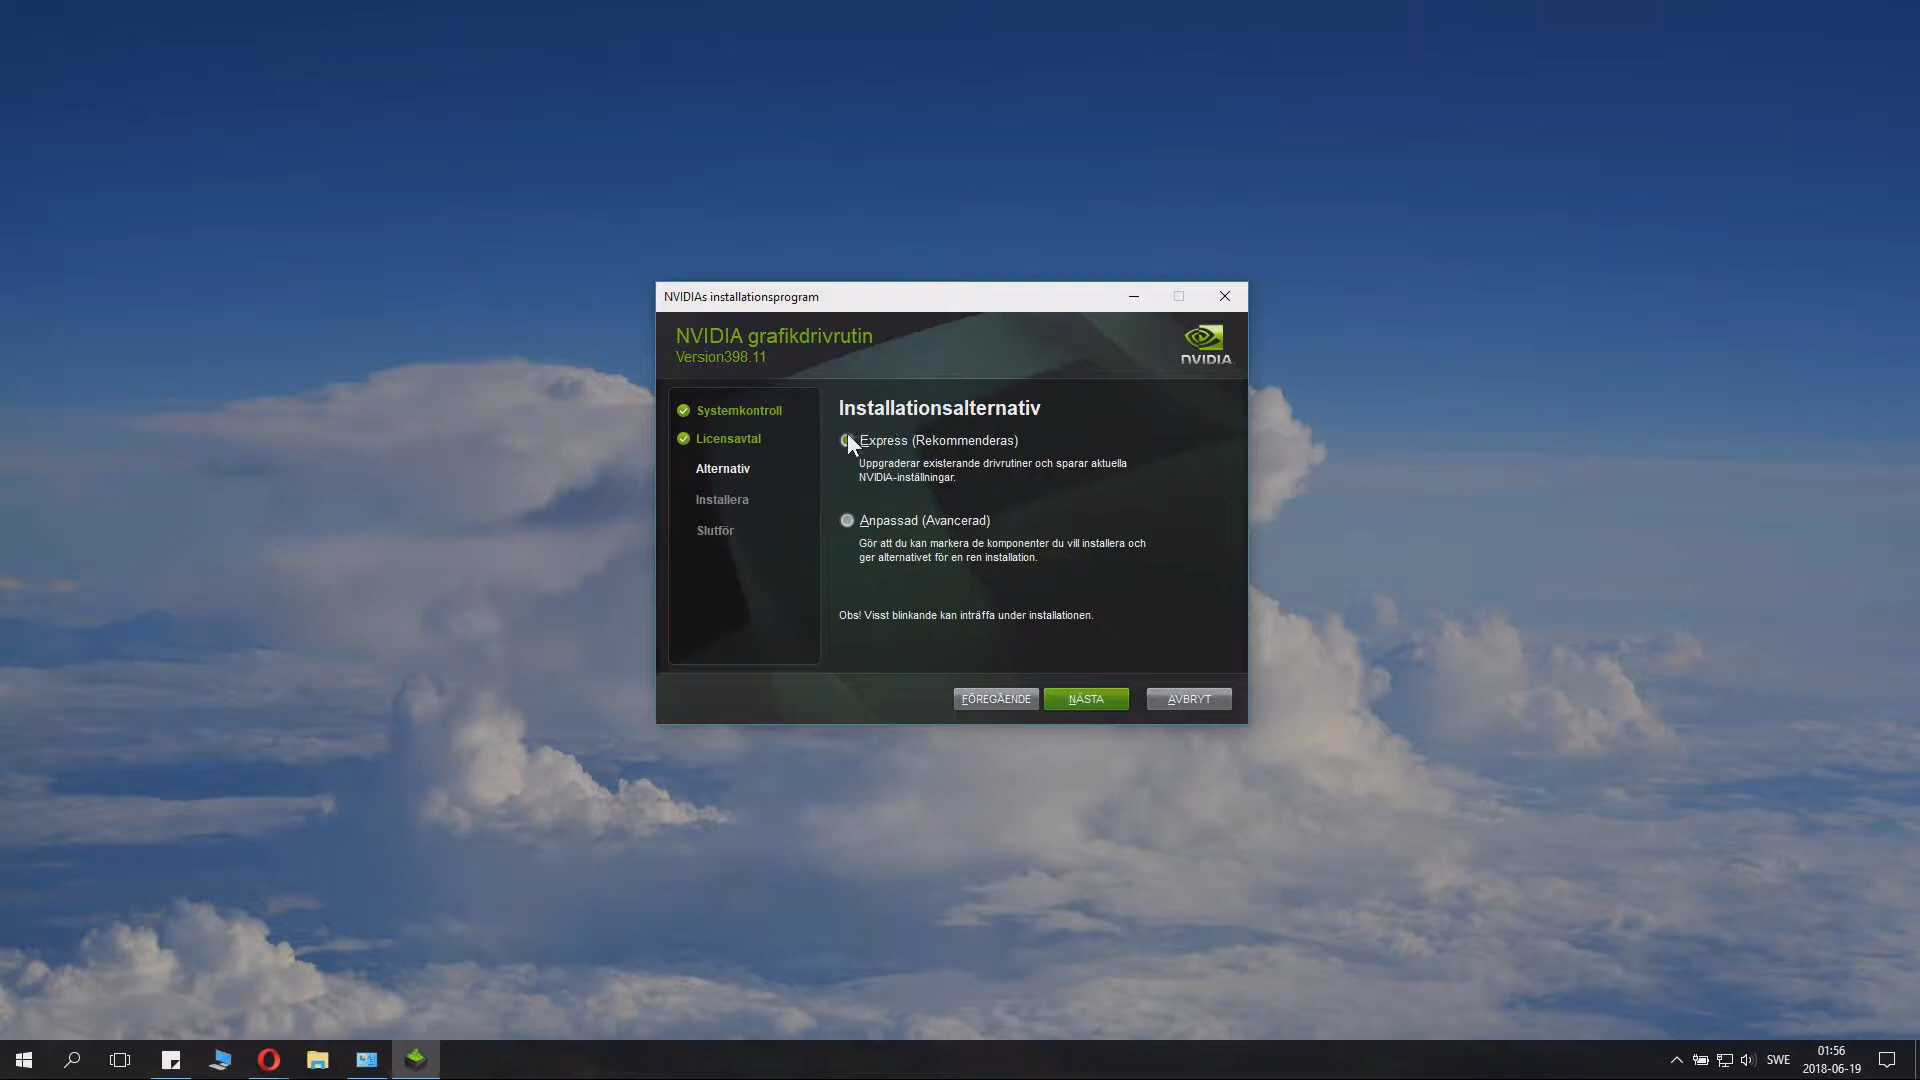 NVIDIAs installationsprogram
NVIDIA grafikdrivrutin
Version398.11
NVIDIA.
Systemkontroll
Licensavtal
Alternativ
Installera
Slutför
Installationsalternativ
Express (Rekommenderas)
Uppgraderar existerande drivrutiner och sparar aktuella
NVIDIA-inställningar.
Anpassad (Avancerad)
Gör att du kan markera de komponenter du vill installera och
ger alternativet för en ren installation.
Obs! Visst blinkande kan inträffa under installationen.
FÖREGÅENDE
NÄSTA
AVBRYT
SWE
01:56
2018-06-19